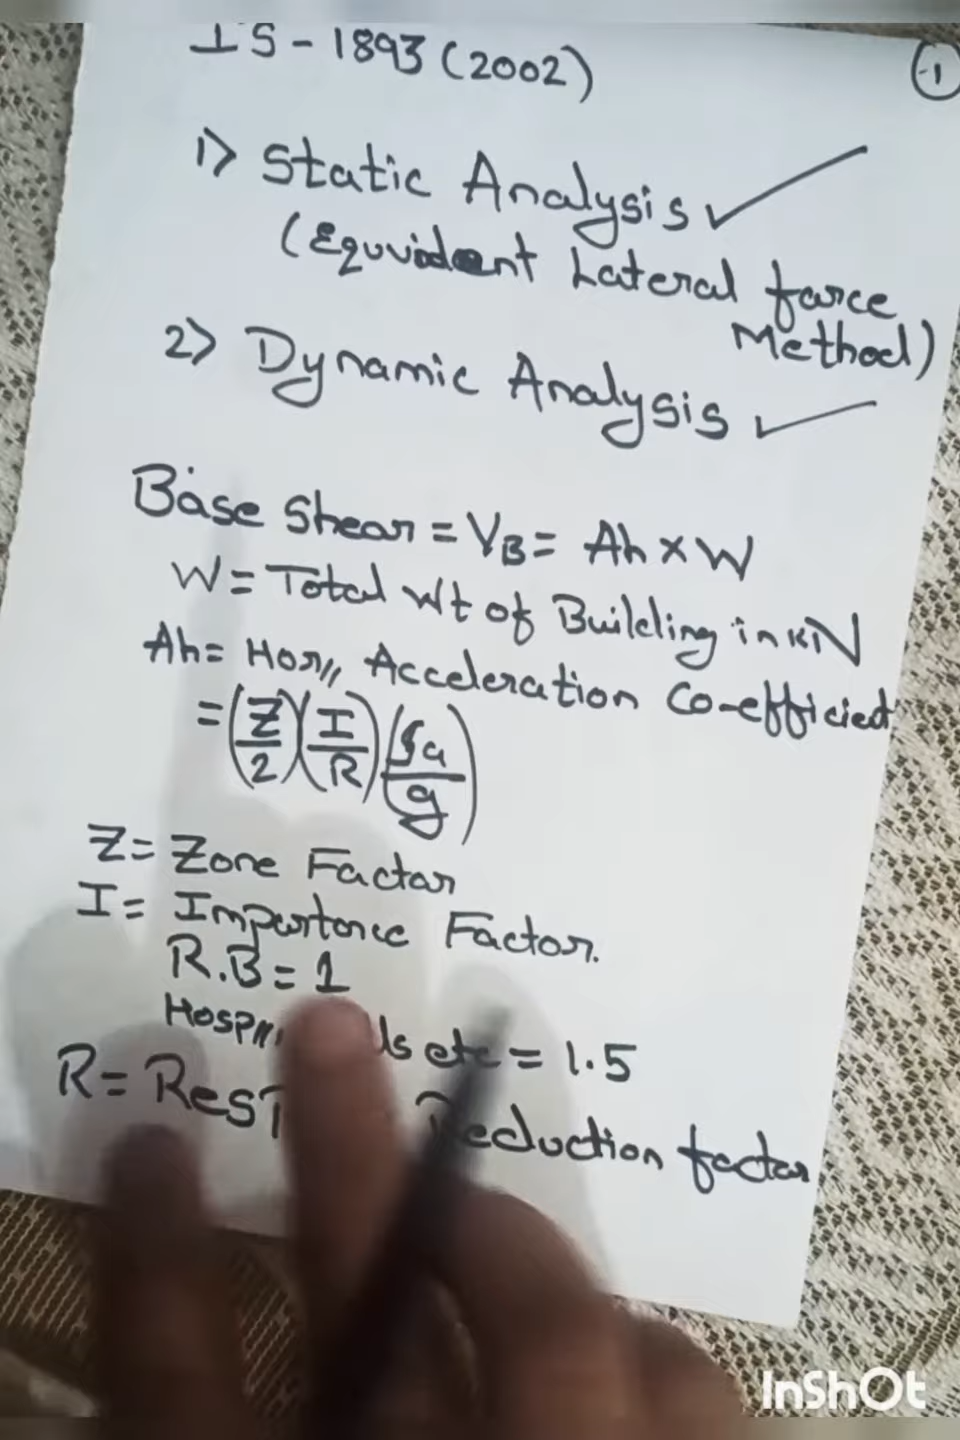 IS-1893 (2002)
1
1) Static Analysis ✓
(Equvident Lateral force
Method)
2) Dynamic Analysis ✓
Base Shear = VB = Ah × W
W = Total Wt of Building in kN
Ah = Hor,, Acceleration Co-efficient
= (Z/2)(I/R)(Sa/g)
Z = Zone Factor
I = Importance Factor.
R.B = 1
etc = 1.5
R = Reduction factor
InShOt